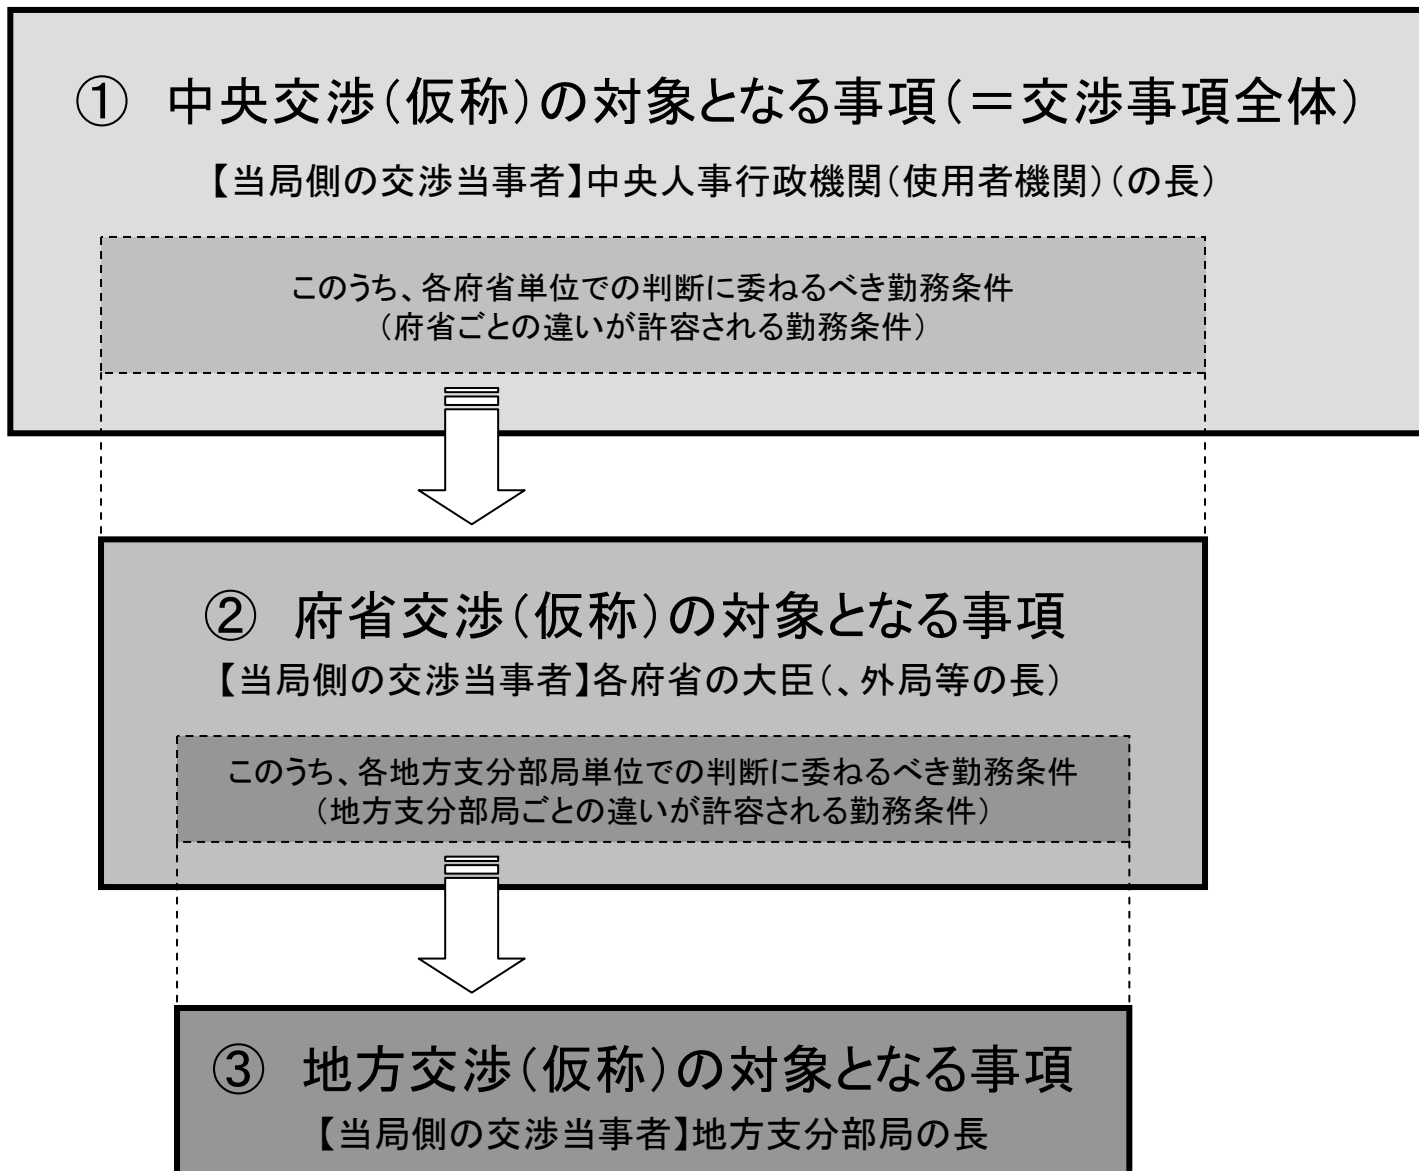 ① 中央交渉（仮称）の対象となる事項（＝交渉事項全体）
【当局側の交渉当事者】中央人事行政機関（使用者機関）（の長）
このうち、各府省単位での判断に委ねるべき勤務条件
（府省ごとの違いが許容される勤務条件）
② 府省交渉（仮称）の対象となる事項
【当局側の交渉当事者】各府省の大臣（、外局等の長）
このうち、各地方支分部局単位での判断に委ねるべき勤務条件
（地方支分部局ごとの違いが許容される勤務条件）
③ 地方交渉（仮称）の対象となる事項
【当局側の交渉当事者】地方支分部局の長